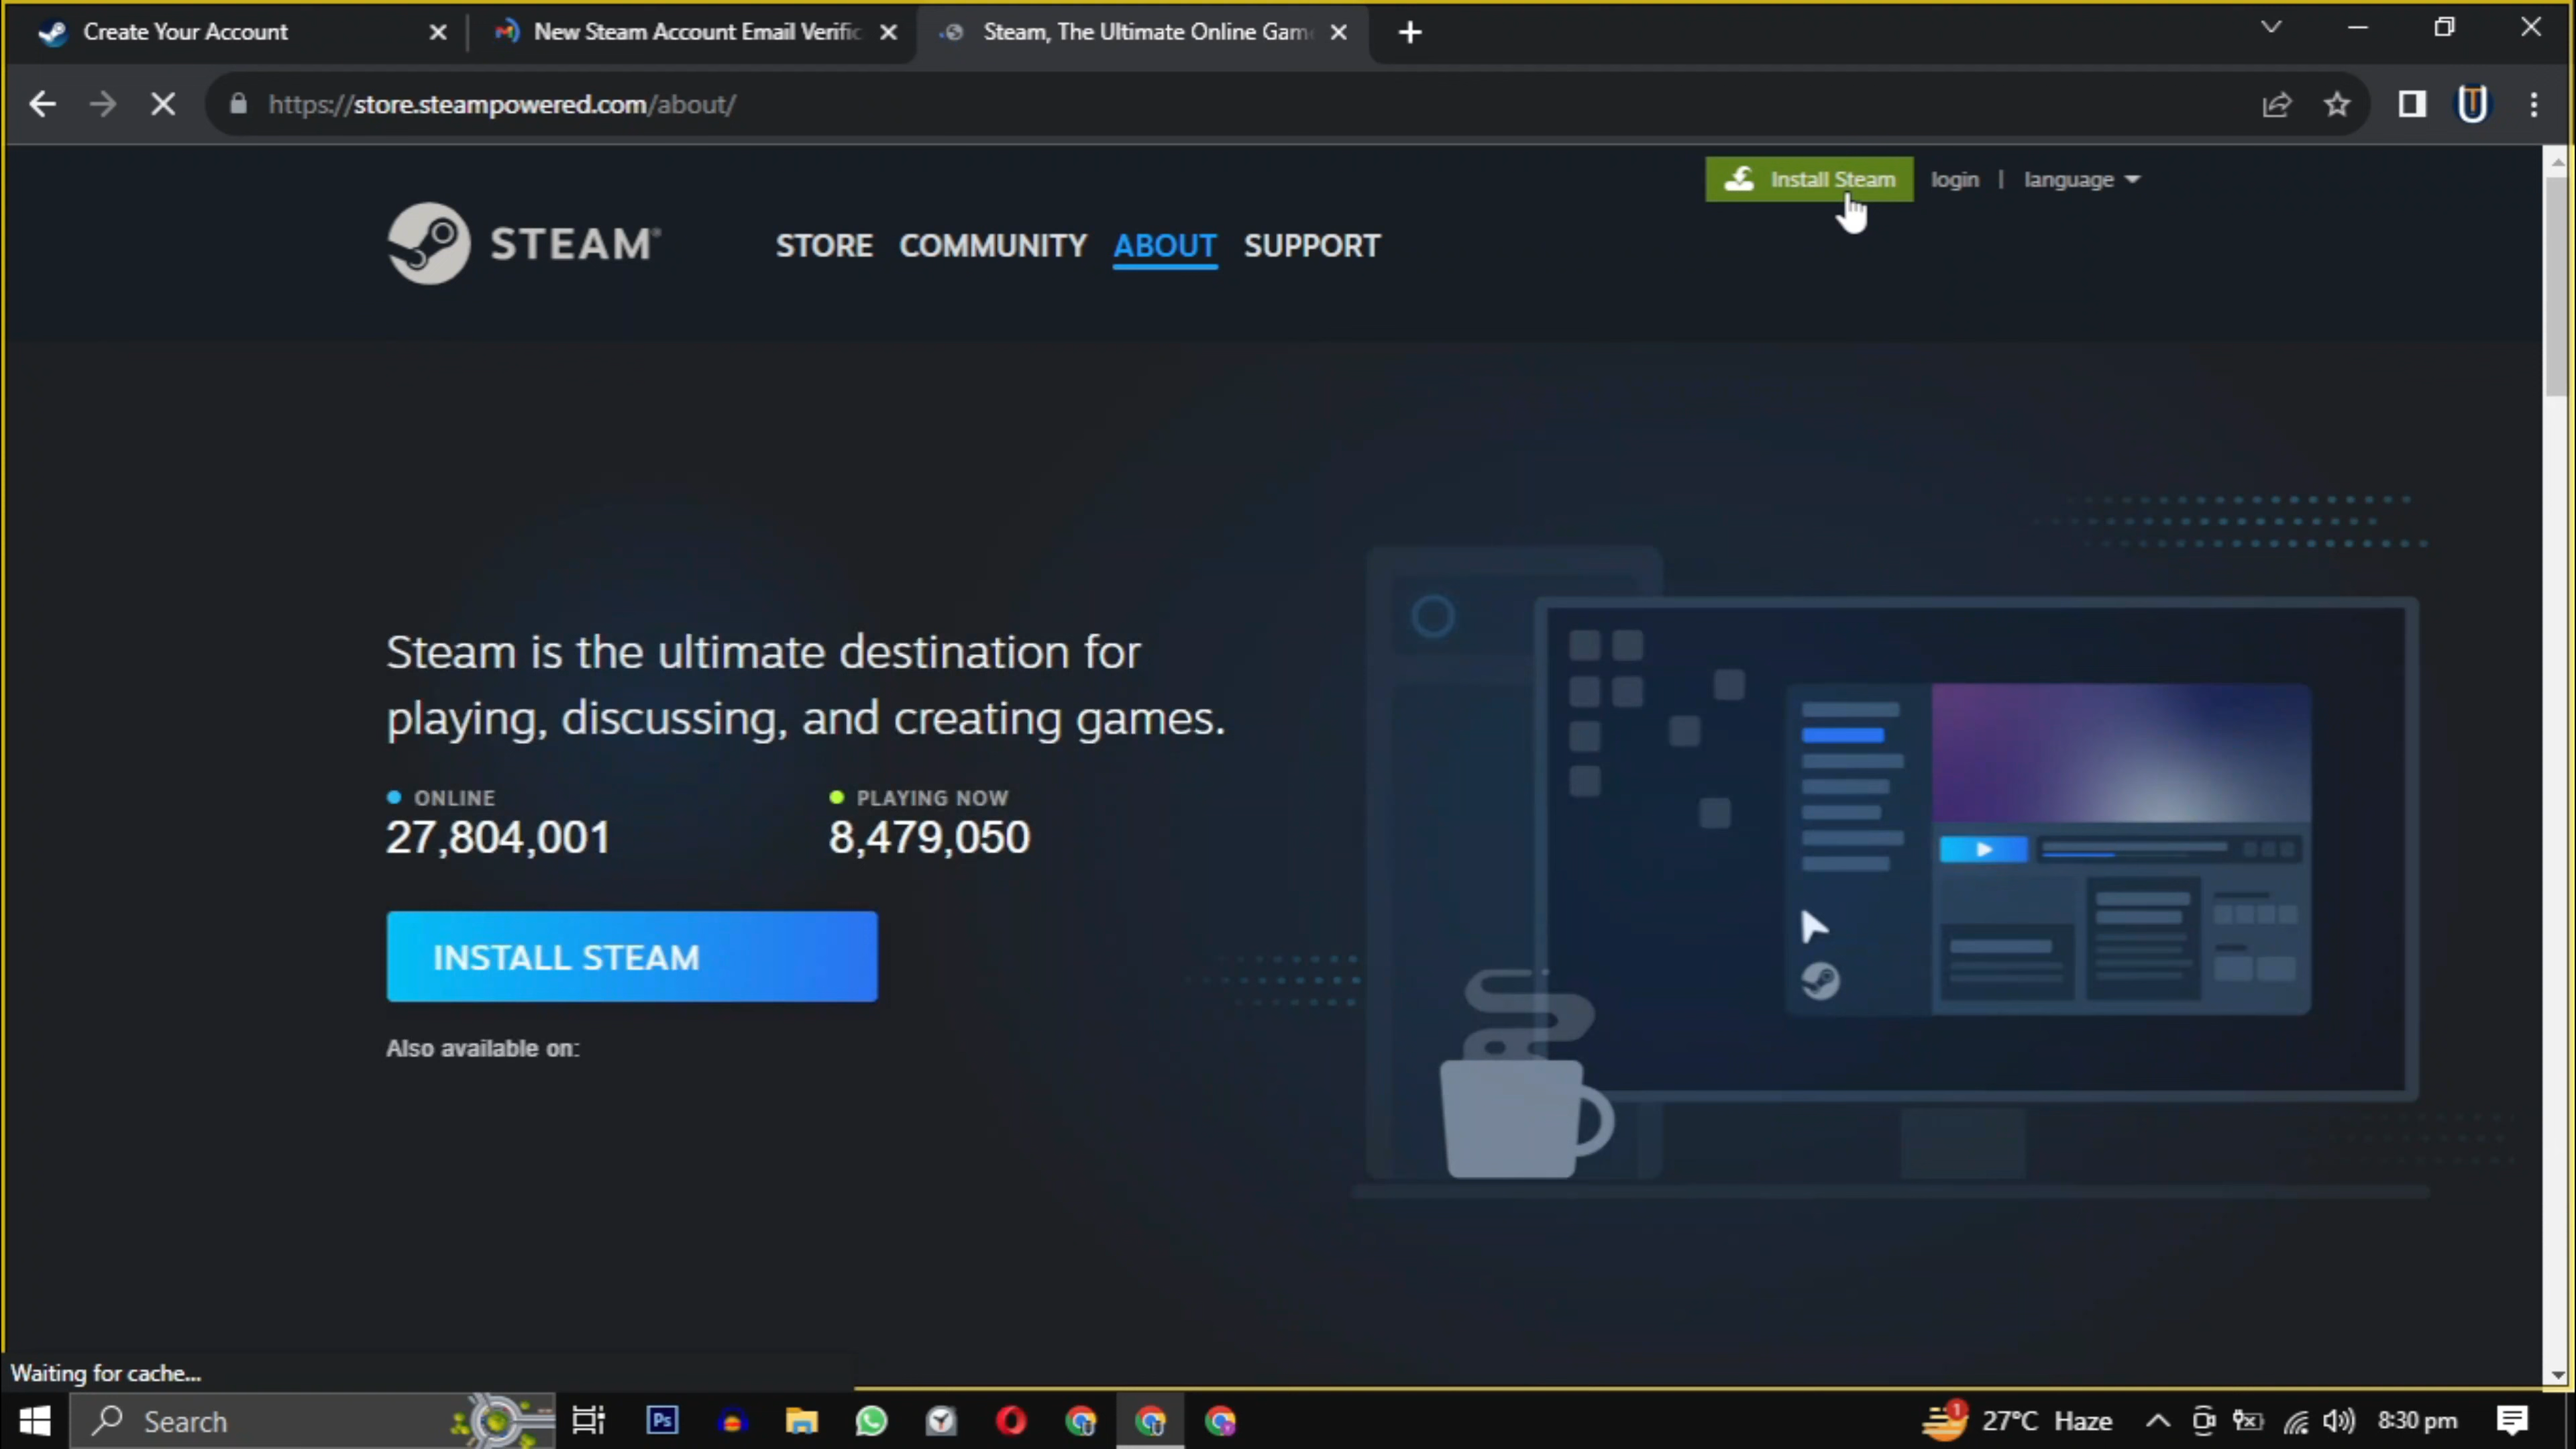 Create Your Account
New Steam Account Email Verific
Steam, The Ultimate Online Gam
https://store.steampowered.com/about/
Install Steam
login | language
STEAM®
STORE COMMUNITY ABOUT SUPPORT
Steam is the ultimate destination for
playing, discussing, and creating games.
ONLINE
27,804,001
PLAYING NOW
8,479,050
INSTALL STEAM
Also available on:
Waiting for cache...
Search
Ps
1
27°C Haze
8:30 pm